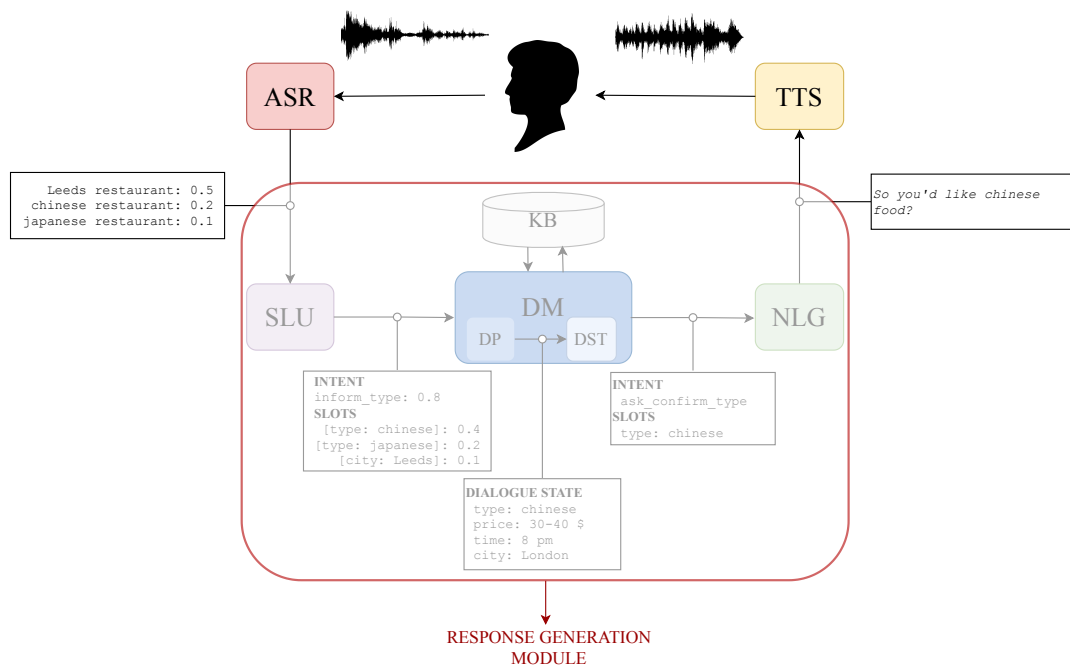 ASR
TTS
Leeds restaurant: 0.5
chinese restaurant: 0.2
japanese restaurant: 0.1
So you'd like chinese
food?
KB
SLU
DM
DP
DST
NLG
INTENT
inform_type: 0.8
SLOTS
[type: chinese]: 0.4
[type: japanese]: 0.2
[city: Leeds]: 0.1
INTENT
ask_confirm_type
SLOTS
type: chinese
DIALOGUE STATE
type: chinese
price: 30-40 $
time: 8 pm
city: London
RESPONSE GENERATION
MODULE